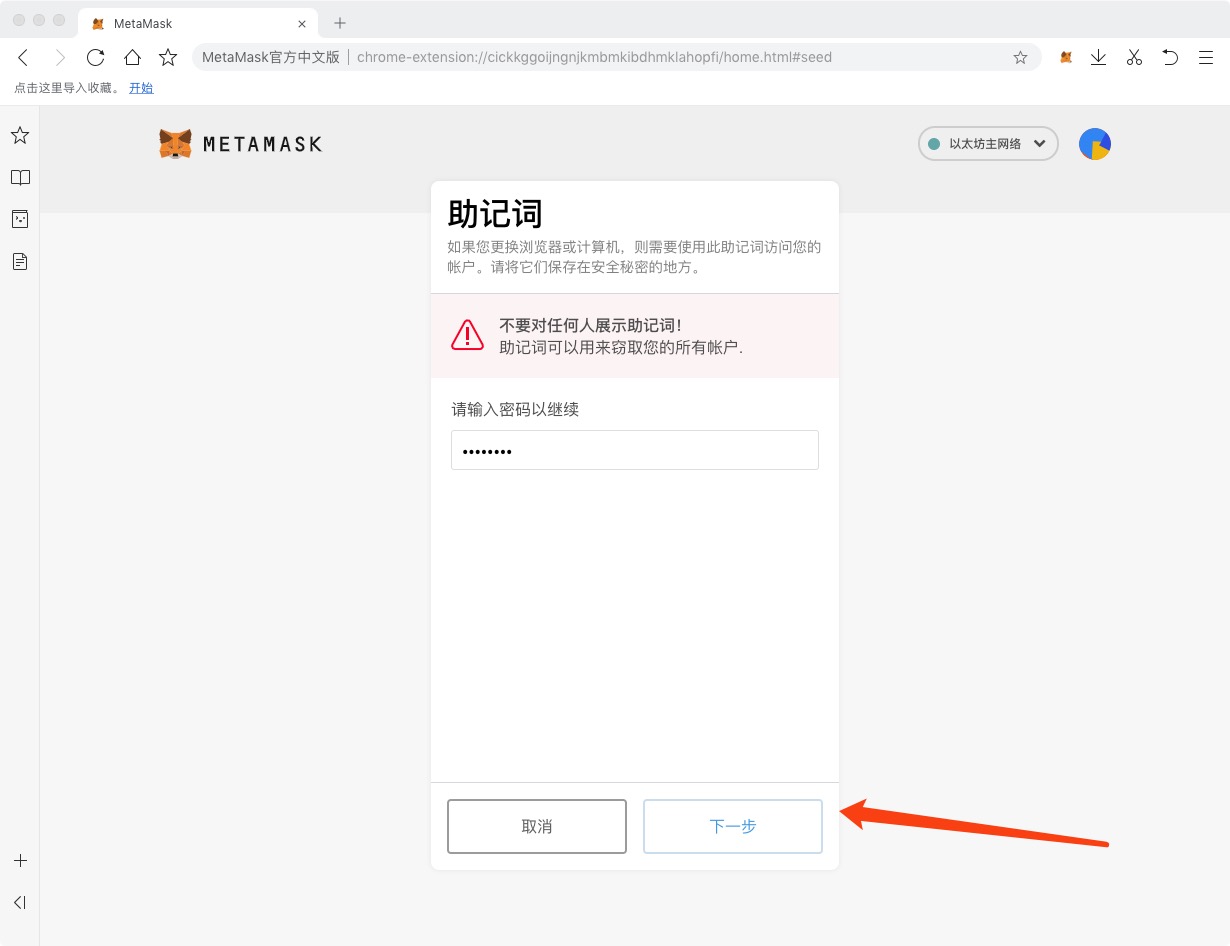 MetaMask
MetaMask官方中文版 chrome-extension://cickkggoijngnjkmbmkibdhmklahopfi/home.html#seed
点击这里导入收藏。 开始
METAMASK
以太坊主网络
助记词
如果您更换浏览器或计算机，则需要使用此助记词访问您的
帐户。请将它们保存在安全秘密的地方。
不要对任何人展示助记词！
助记词可以用来窃取您的所有帐户.
请输入密码以继续
••••••••
取消
下一步